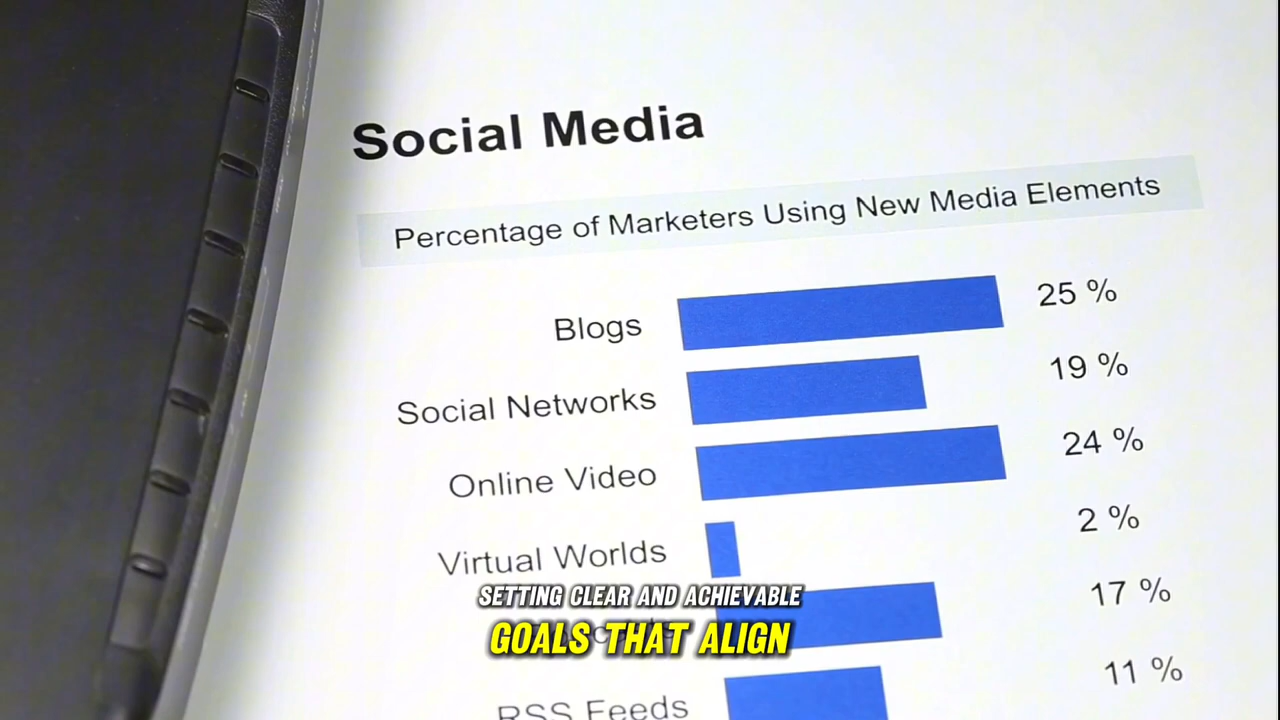 Social Media
Percentage of Marketers Using New Media Elements
Blogs 25 %
Social Networks 19 %
Online Video 24 %
Virtual Worlds 2 %
17 %
RSS Feeds 11 %
SETTING CLEAR AND ACHIEVABLE
GOALS THAT ALIGN